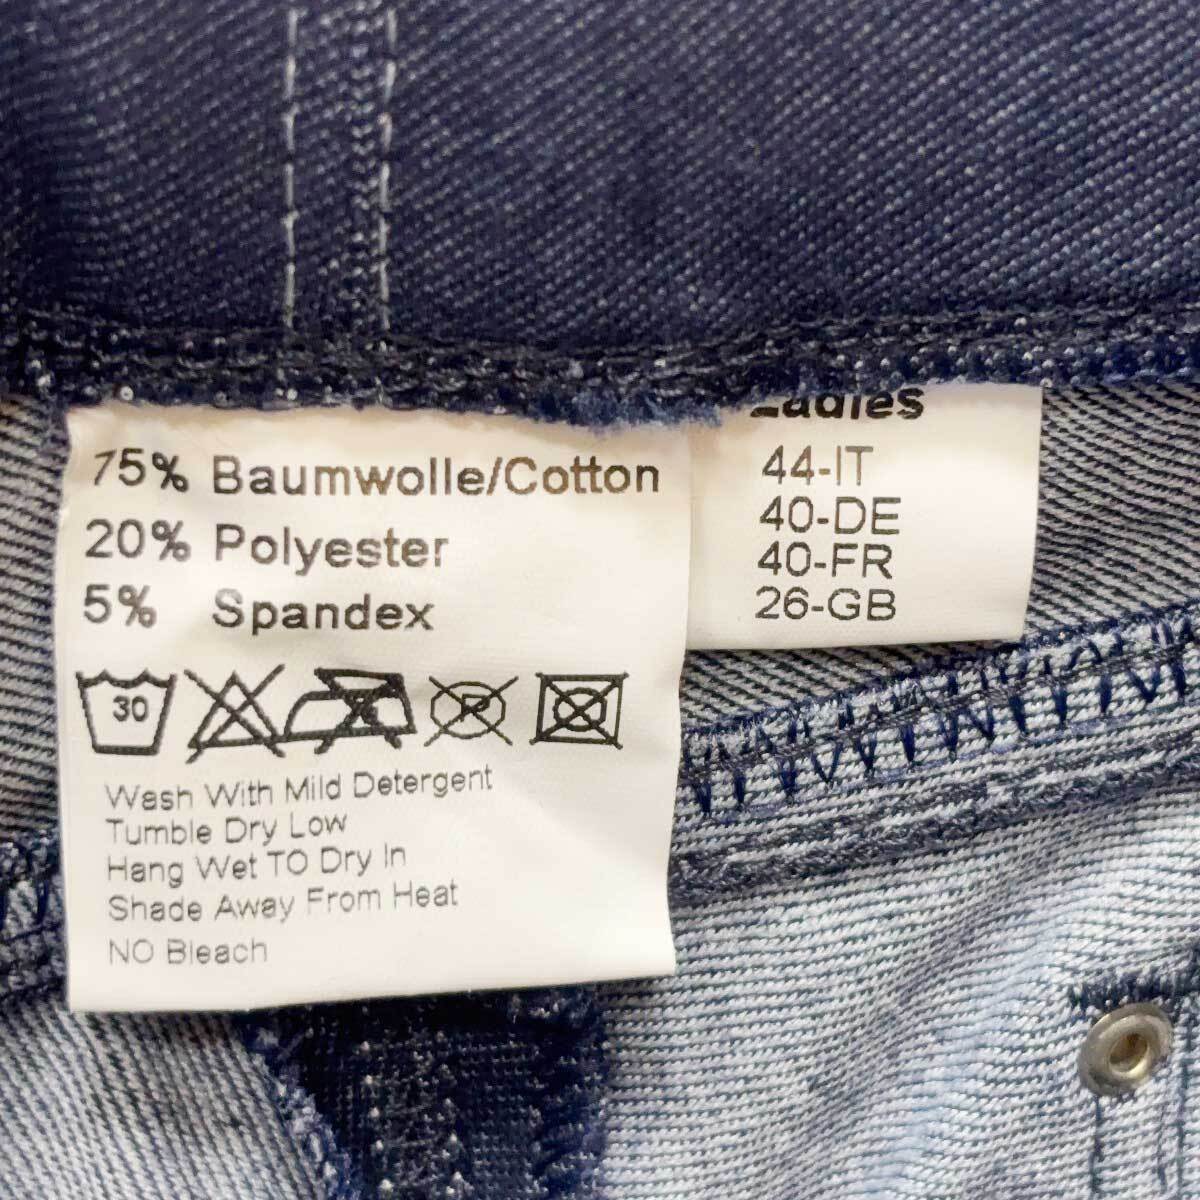 75% Baumwolle/Cotton
20% Polyester
5% Spandex
30
P
Wash With Mild Detergent
Tumble Dry Low
Hang Wet TO Dry In
Shade Away From Heat
NO Bleach
Ladies
44-IT
40-DE
40-FR
26-GB